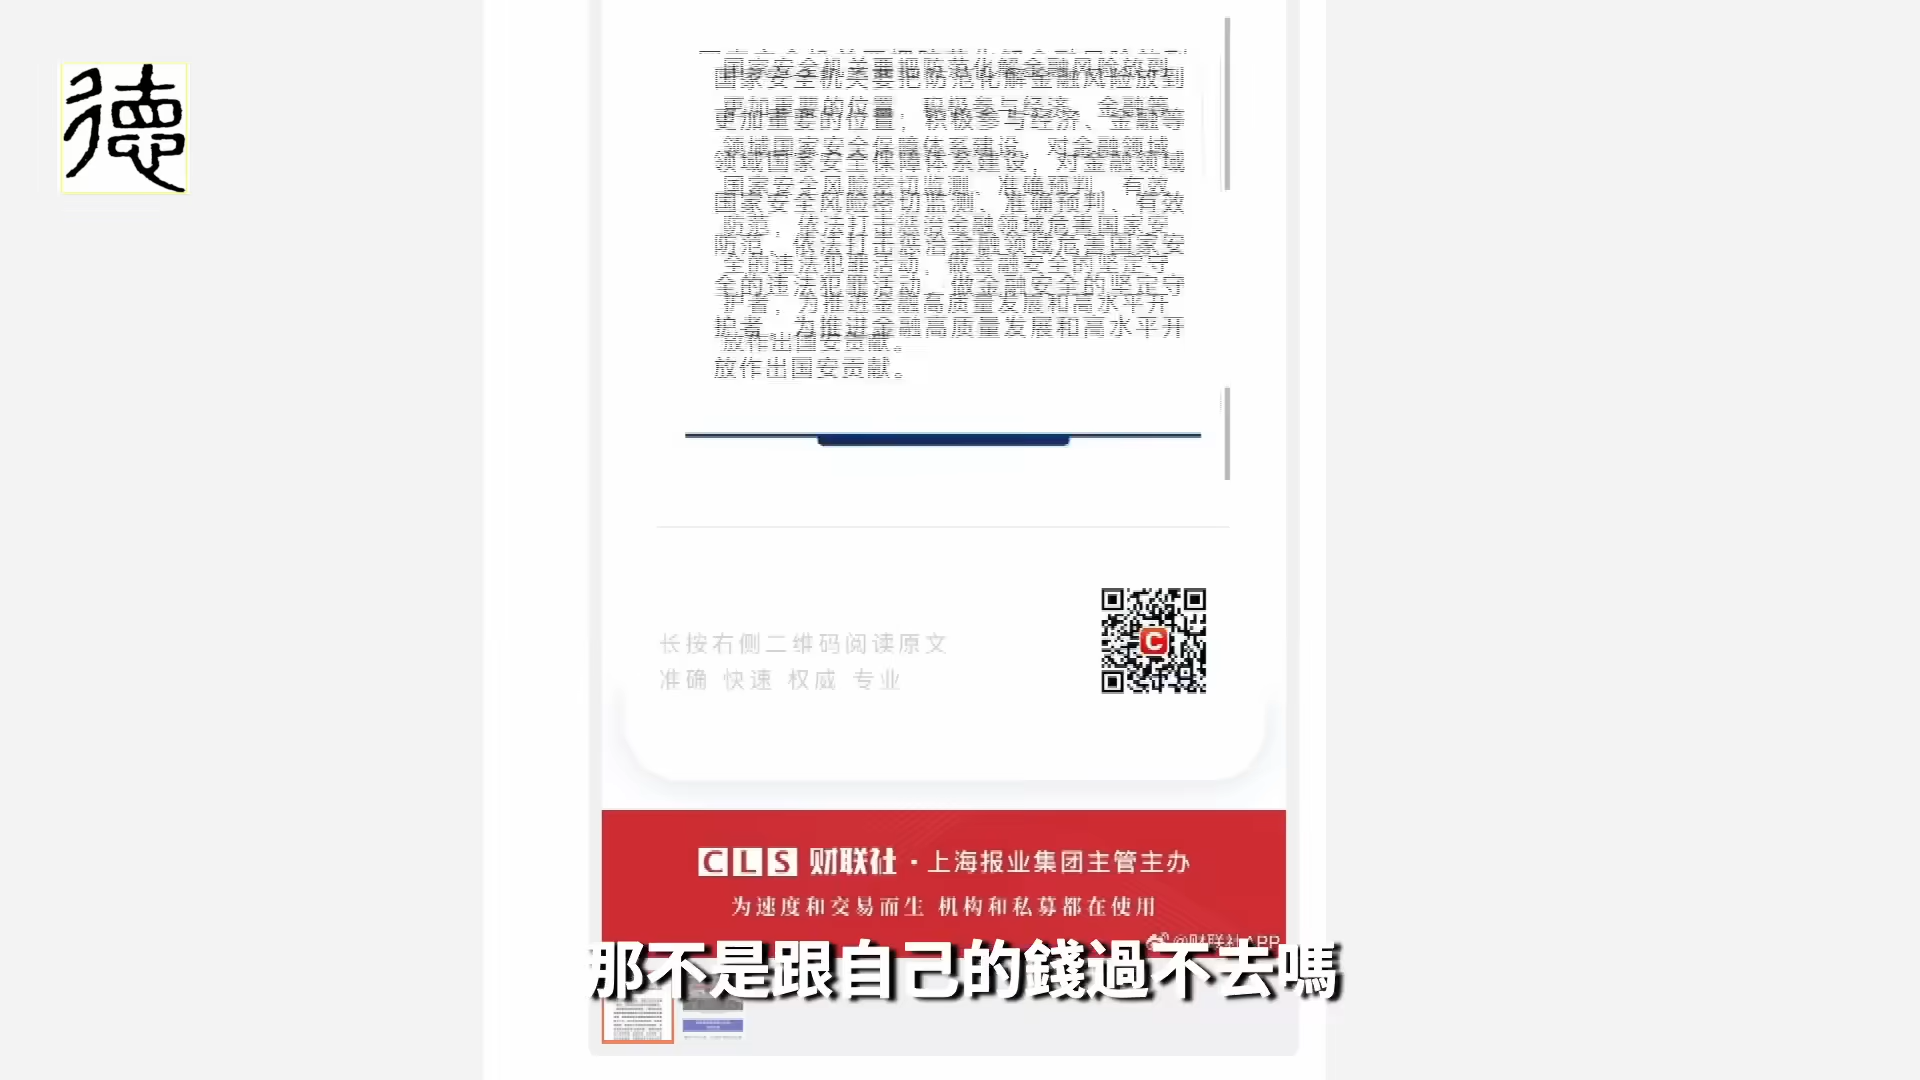 德
国家安全机关要把防范化解金融风险放到
更加重要的位置，积极参与经济、金融等
领域国家安全保障体系建设，对金融领域
国家安全风险密切监测、准确预判、有效
防范，依法打击惩治金融领域危害国家安
全的违法犯罪活动，做金融安全的坚定守
护者，为推进金融高质量发展和高水平开
放作出国安贡献。
长按右侧二维码阅读原文
准确 快速 权威 专业
C
CLS 财联社·上海报业集团主管主办
为速度和交易而生 机构和私募都在使用
@财联社APP
那不是跟自己的錢過不去嗎